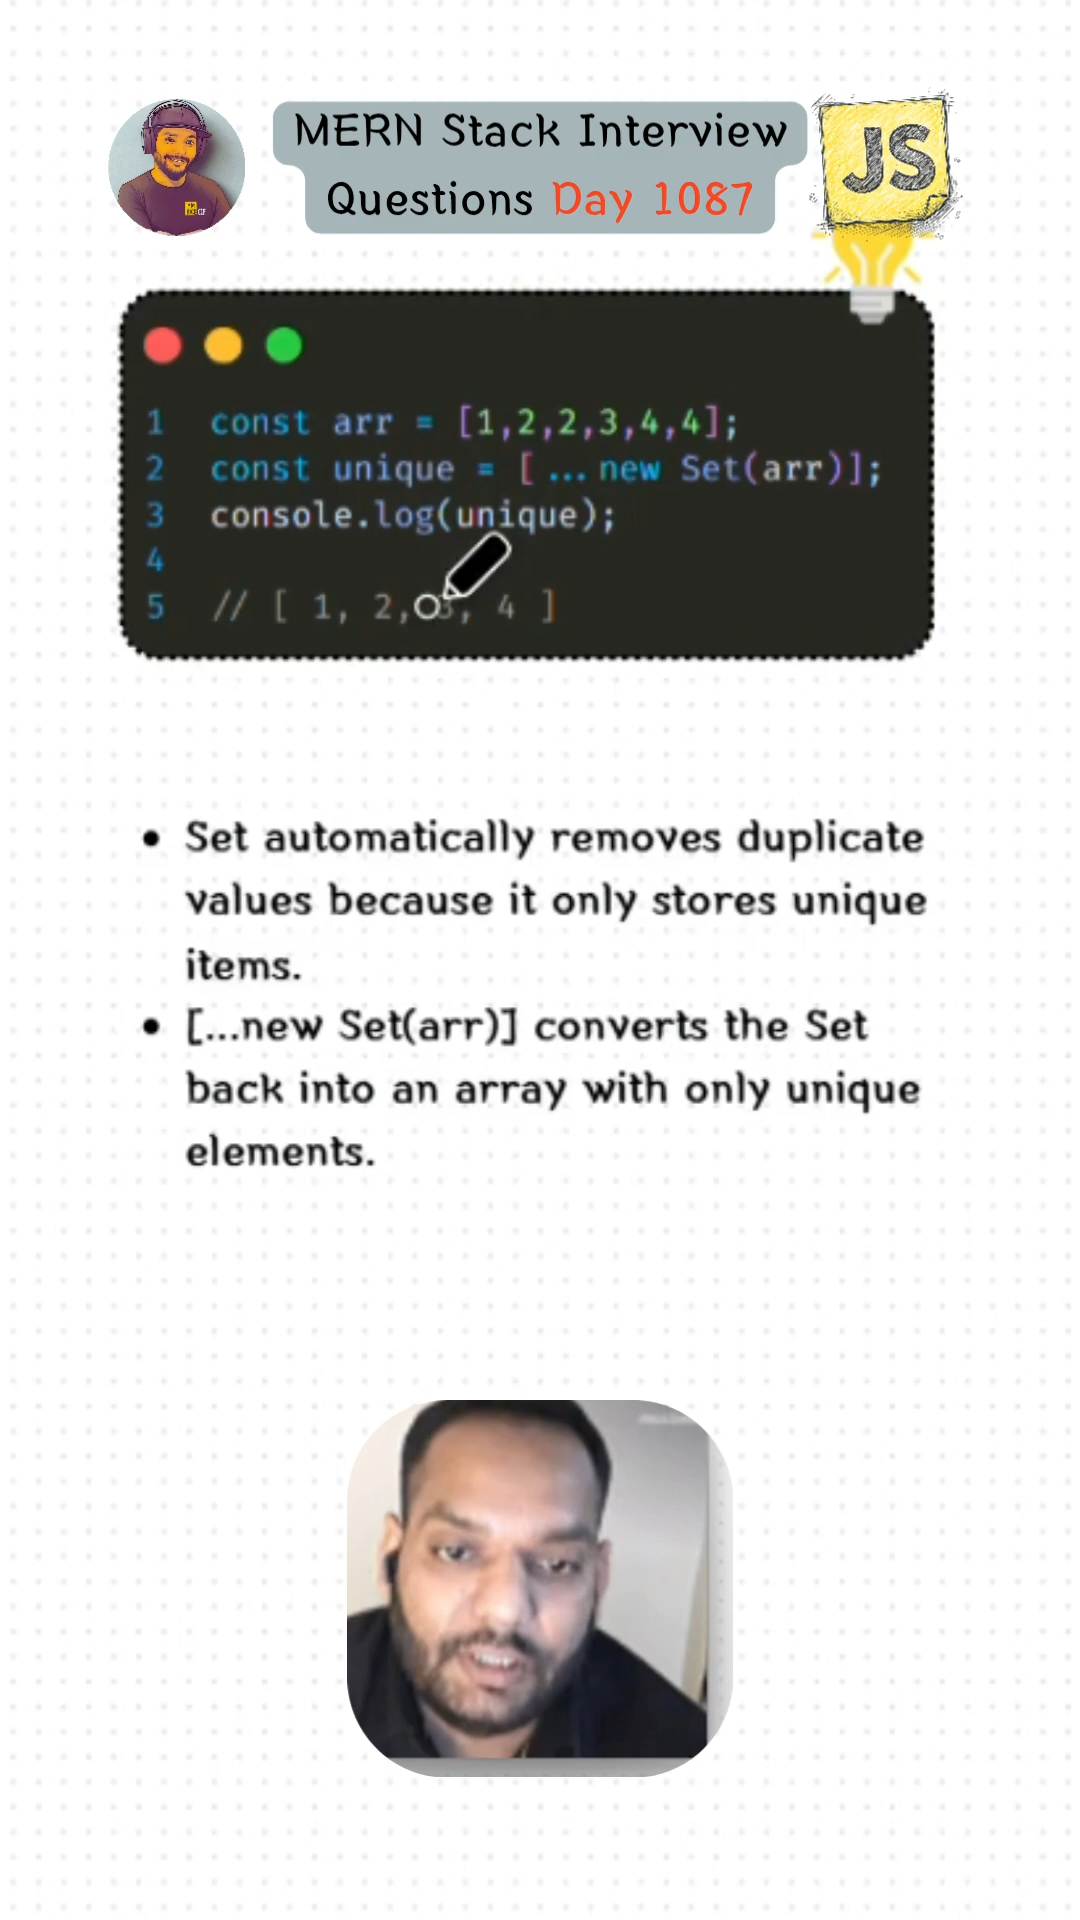 MERN Stack Interview
Questions Day 1087
JS
1 const arr = [1,2,2,3,4,4];
2 const unique = [...new Set(arr)];
3 console.log(unique);
4
5 // [ 1, 2, 3, 4 ]
• Set automatically removes duplicate
values because it only stores unique
items.
• [...new Set(arr)] converts the Set
back into an array with only unique
elements.